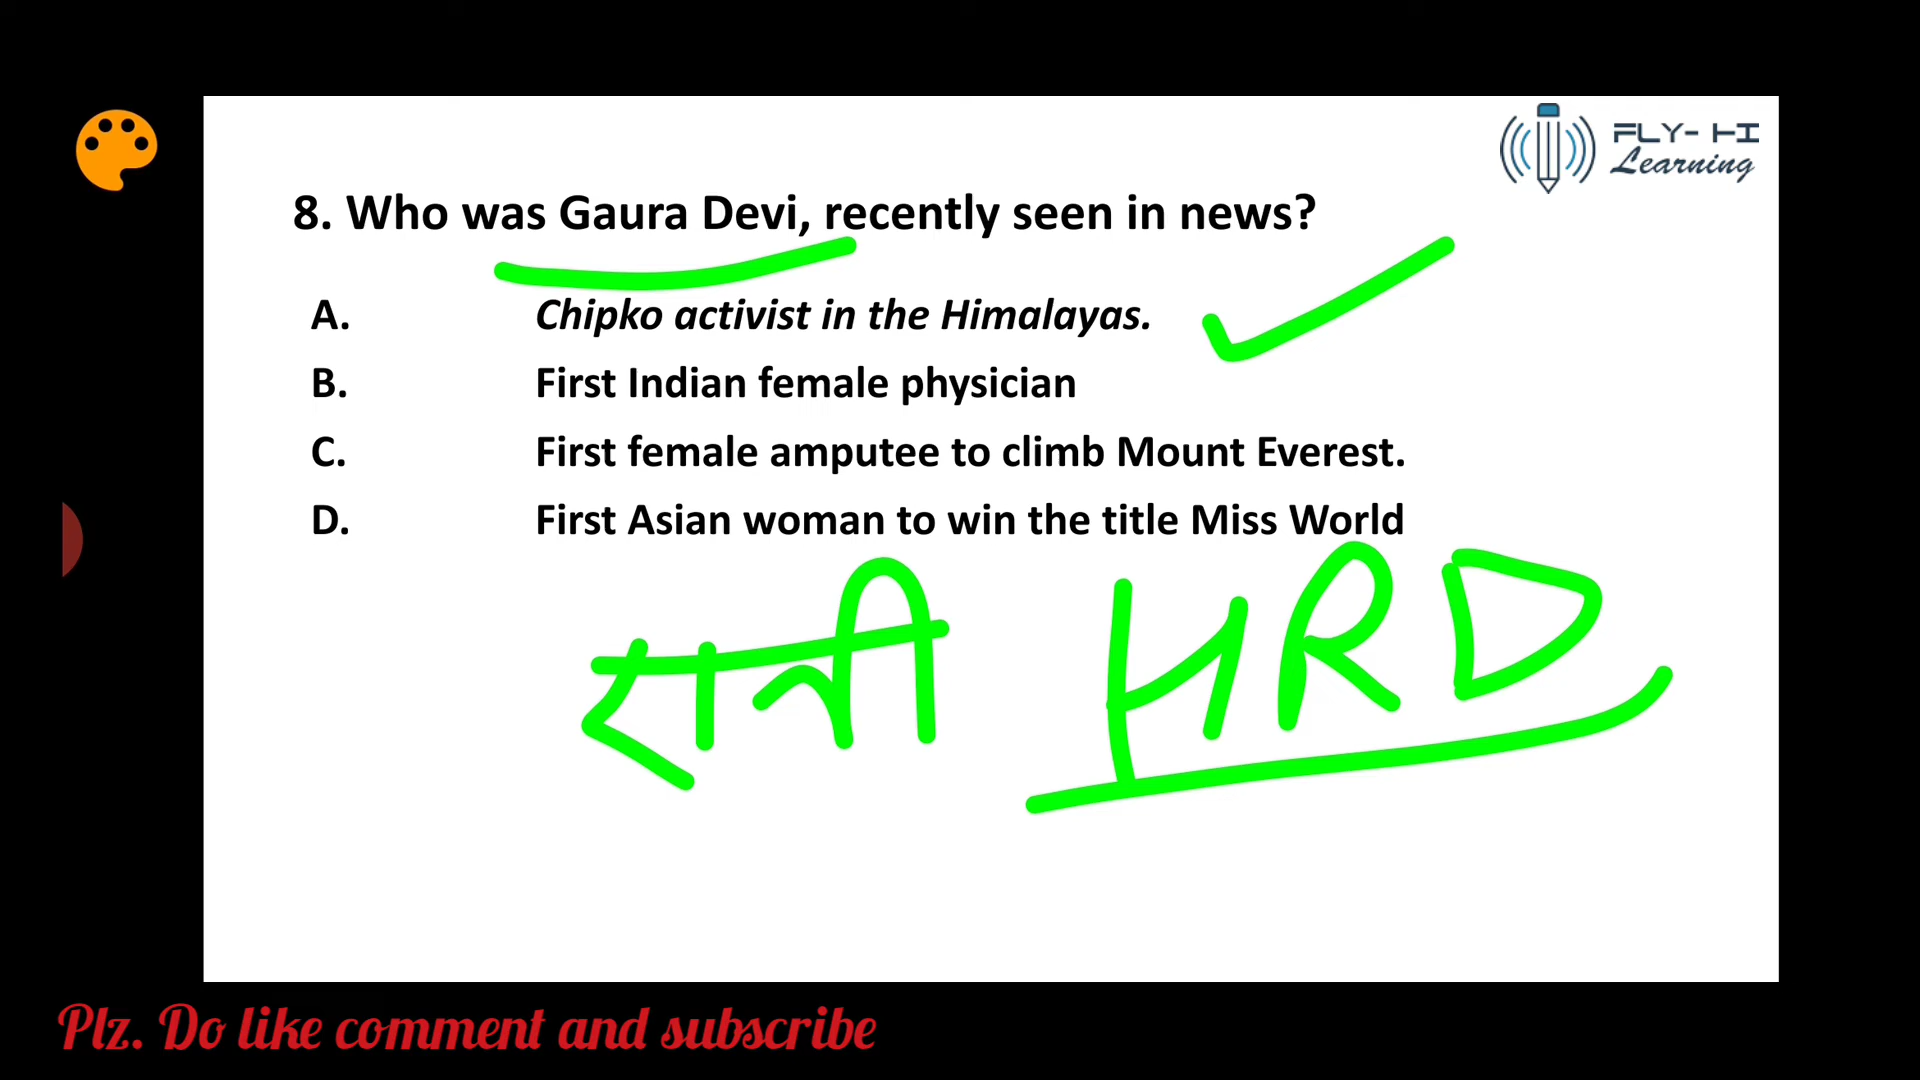 FLY-HI
Learning
8. Who was Gaura Devi, recently seen in news?
A. Chipko activist in the Himalayas.
B. First Indian female physician
C. First female amputee to climb Mount Everest.
D. First Asian woman to win the title Miss World
HRD
Plz. Do like comment and subscribe